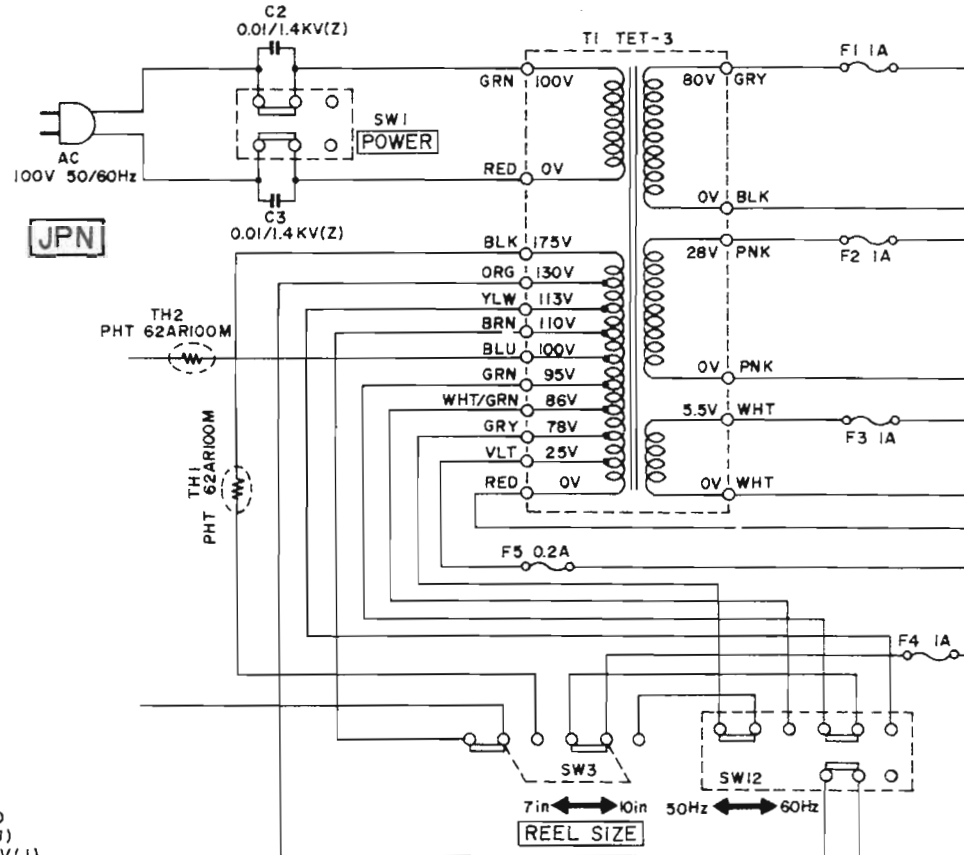 C2
0.01/1.4KV(Z)
T1 TET-3
F1 1A
GRN 100V
80V GRY
SW1
POWER
AC
100V 50/60Hz
RED 0V
0V BLK
C3
0.01/1.4KV(Z)
JPN
BLK 175V
28V PNK
F2 1A
ORG 130V
YLW 113V
TH2
PHT 62AR100M
BRN 110V
BLU 100V
0V PNK
GRN 95V
WHT/GRN 86V
5.5V WHT
GRY 78V
F3 1A
VLT 25V
TH1
PHT 62AR100M
RED 0V
0V WHT
F5 0.2A
F4 1A
SW3
SW12
7in 10in
50Hz 60Hz
REEL SIZE